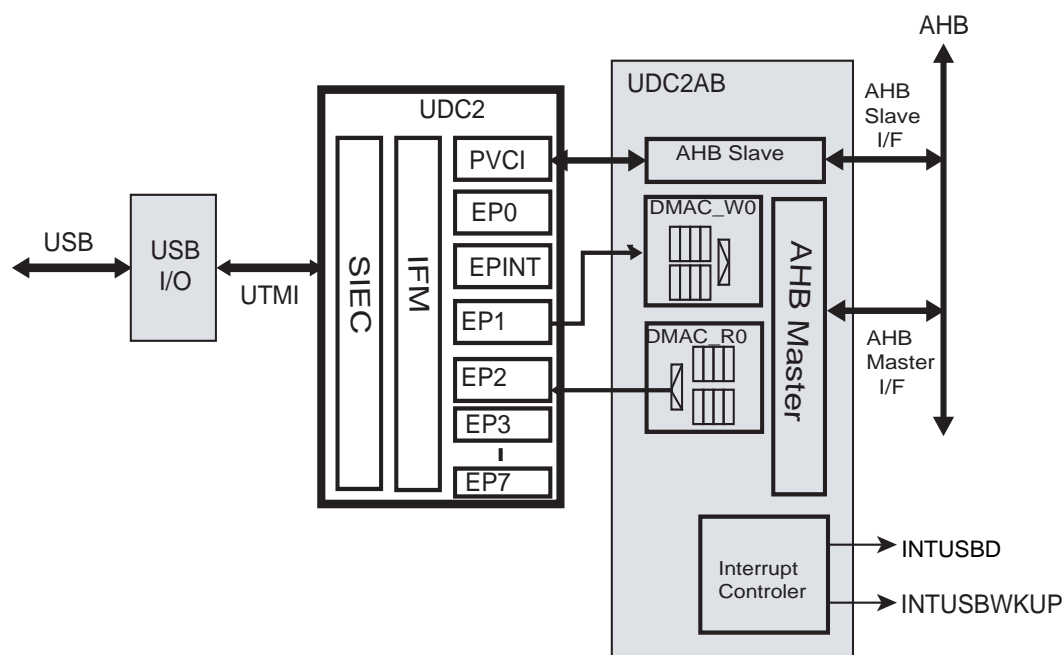 AHB
UDC2AB
AHB
Slave
I/F
UDC2
PVCI
AHB Slave
EP0
DMAC_W0
USB
USB
I/O
UTMI
SIEC
IFM
EPINT
EP1
AHB Master
DMAC_R0
AHB
Master
I/F
EP2
EP3
EP7
Interrupt
Controler
INTUSBD
INTUSBWKUP